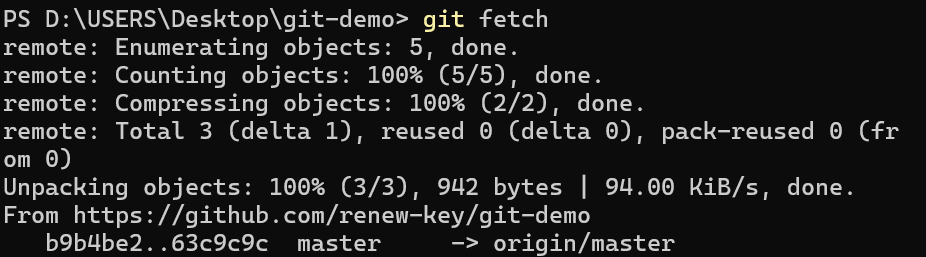 PS D:\USERS\Desktop\git-demo> git fetch
remote: Enumerating objects: 5, done.
remote: Counting objects: 100% (5/5), done.
remote: Compressing objects: 100% (2/2), done.
remote: Total 3 (delta 1), reused 0 (delta 0), pack-reused 0 (fr
om 0)
Unpacking objects: 100% (3/3), 942 bytes | 94.00 KiB/s, done.
From https://github.com/renew-key/git-demo
   b9b4be2..63c9c9c  master     -> origin/master